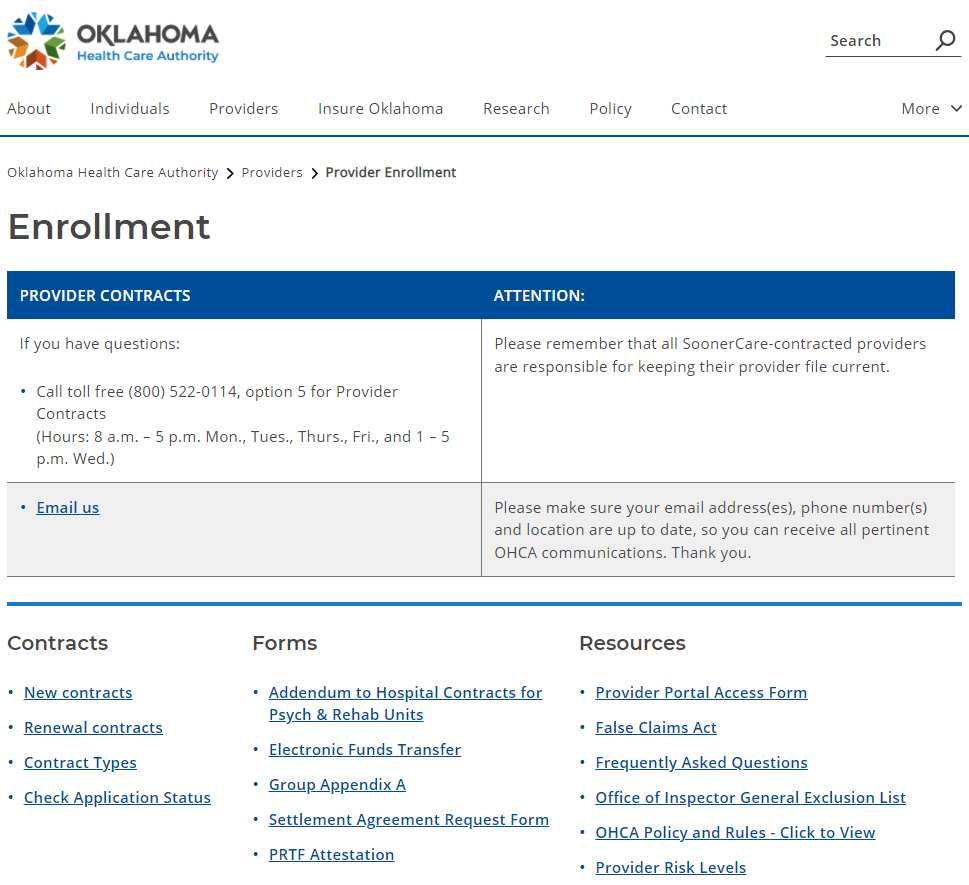 OKLAHOMA
Health Care Authority
Search
About Individuals Providers Insure Oklahoma Research Policy Contact More
Oklahoma Health Care Authority Providers Provider Enrollment
Enrollment
PROVIDER CONTRACTS
ATTENTION:
If you have questions:
• Call toll free (800) 522-0114, option 5 for Provider
Contracts
(Hours: 8 a.m. – 5 p.m. Mon., Tues., Thurs., Fri., and 1 – 5
p.m. Wed.)
Please remember that all SoonerCare-contracted providers
are responsible for keeping their provider file current.
• Email us
Please make sure your email address(es), phone number(s)
and location are up to date, so you can receive all pertinent
OHCA communications. Thank you.
Contracts
• New contracts
• Renewal contracts
• Contract Types
• Check Application Status
Forms
• Addendum to Hospital Contracts for
Psych & Rehab Units
• Electronic Funds Transfer
• Group Appendix A
• Settlement Agreement Request Form
• PRTF Attestation
Resources
• Provider Portal Access Form
• False Claims Act
• Frequently Asked Questions
• Office of Inspector General Exclusion List
• OHCA Policy and Rules - Click to View
• Provider Risk Levels